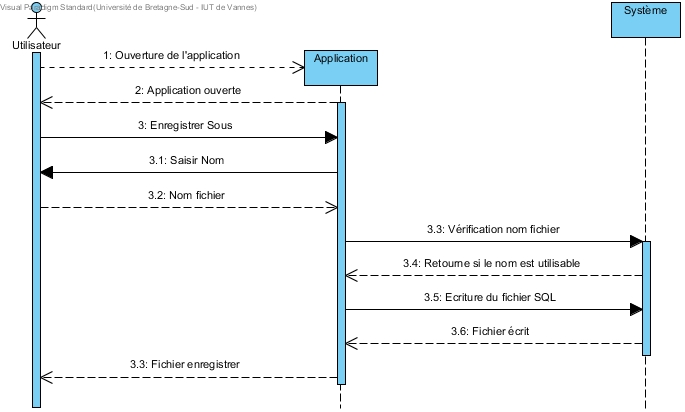 Visual Paradigm Standard(Université de Bretagne-Sud - IUT de Vannes)
Système
Utilisateur
1: Ouverture de l'application
Application
2: Application ouverte
3: Enregistrer Sous
3.1: Saisir Nom
3.2: Nom fichier
3.3: Vérification nom fichier
3.4: Retourne si le nom est utilisable
3.5: Ecriture du fichier SQL
3.6: Fichier écrit
3.3: Fichier enregistrer